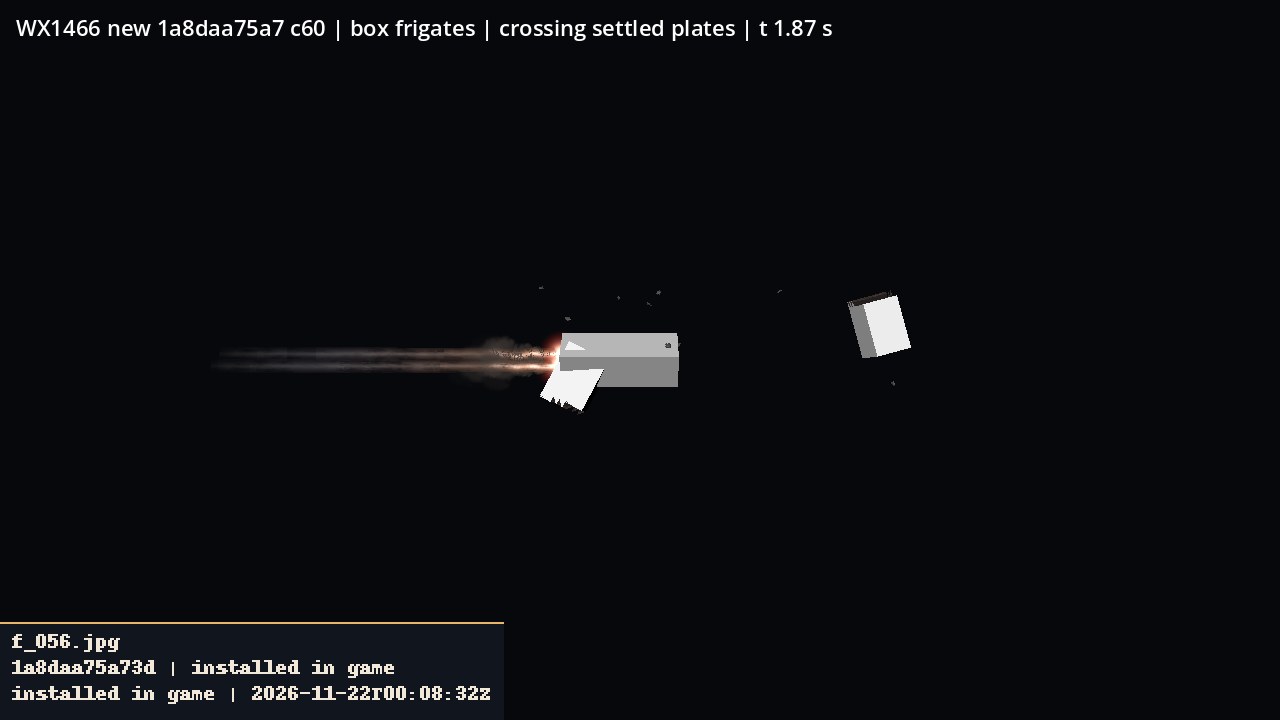 WX1466 new 1a8daa75a7 c60 | box frigates | crossing settled plates | t 1.87 s
f_056.jpg
1a8daa75a73d | installed in game
installed in game | 2026-11-22T00:08:32Z